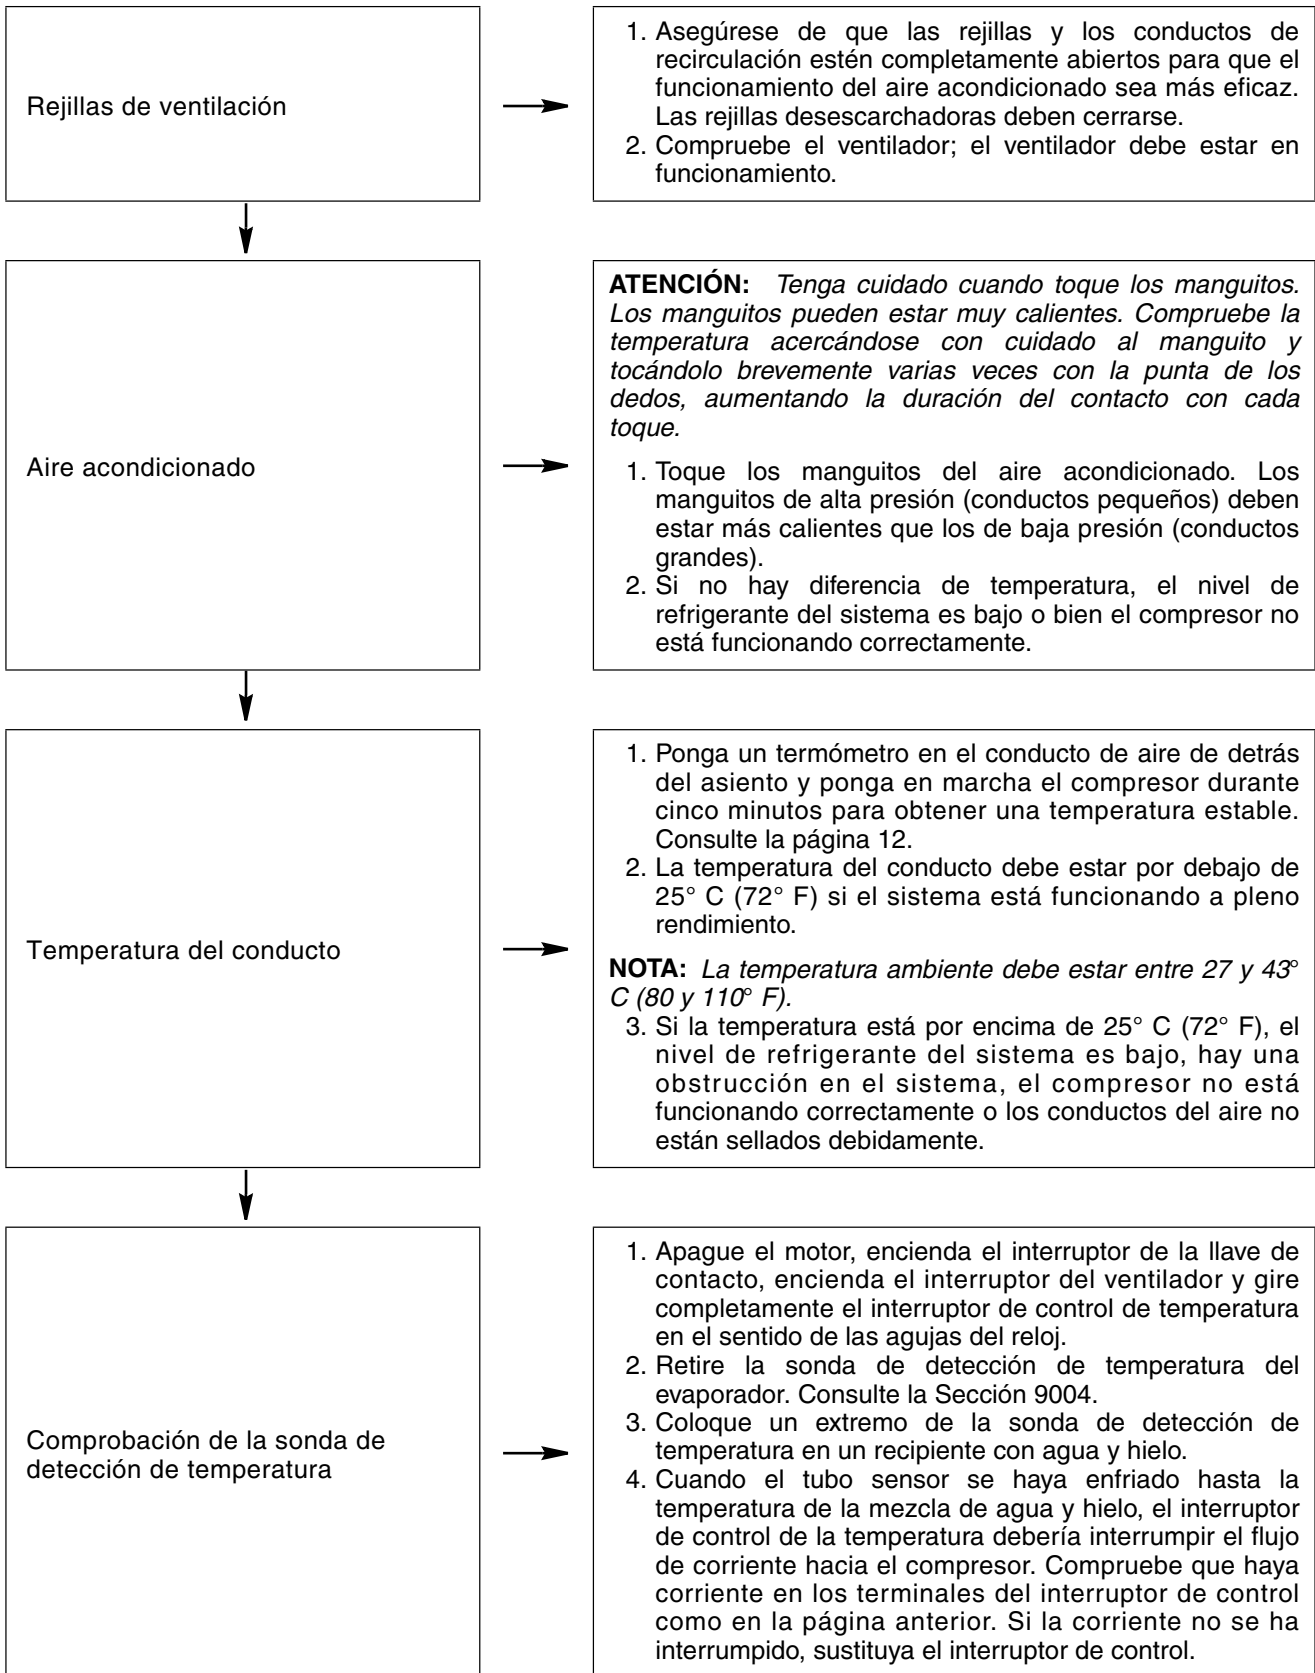 Rejillas de ventilación
1. Asegúrese de que las rejillas y los conductos de
recirculación estén completamente abiertos para que el
funcionamiento del aire acondicionado sea más eficaz.
Las rejillas desescarchadoras deben cerrarse.
2. Compruebe el ventilador; el ventilador debe estar en
funcionamiento.
Aire acondicionado
ATENCIÓN: Tenga cuidado cuando toque los manguitos.
Los manguitos pueden estar muy calientes. Compruebe la
temperatura acercándose con cuidado al manguito y
tocándolo brevemente varias veces con la punta de los
dedos, aumentando la duración del contacto con cada
toque.
1. Toque los manguitos del aire acondicionado. Los
manguitos de alta presión (conductos pequeños) deben
estar más calientes que los de baja presión (conductos
grandes).
2. Si no hay diferencia de temperatura, el nivel de
refrigerante del sistema es bajo o bien el compresor no
está funcionando correctamente.
Temperatura del conducto
1. Ponga un termómetro en el conducto de aire de detrás
del asiento y ponga en marcha el compresor durante
cinco minutos para obtener una temperatura estable.
Consulte la página 12.
2. La temperatura del conducto debe estar por debajo de
25° C (72° F) si el sistema está funcionando a pleno
rendimiento.
NOTA: La temperatura ambiente debe estar entre 27 y 43°
C (80 y 110° F).
3. Si la temperatura está por encima de 25° C (72° F), el
nivel de refrigerante del sistema es bajo, hay una
obstrucción en el sistema, el compresor no está
funcionando correctamente o los conductos del aire no
están sellados debidamente.
Comprobación de la sonda de
detección de temperatura
1. Apague el motor, encienda el interruptor de la llave de
contacto, encienda el interruptor del ventilador y gire
completamente el interruptor de control de temperatura
en el sentido de las agujas del reloj.
2. Retire la sonda de detección de temperatura del
evaporador. Consulte la Sección 9004.
3. Coloque un extremo de la sonda de detección de
temperatura en un recipiente con agua y hielo.
4. Cuando el tubo sensor se haya enfriado hasta la
temperatura de la mezcla de agua y hielo, el interruptor
de control de la temperatura debería interrumpir el flujo
de corriente hacia el compresor. Compruebe que haya
corriente en los terminales del interruptor de control
como en la página anterior. Si la corriente no se ha
interrumpido, sustituya el interruptor de control.